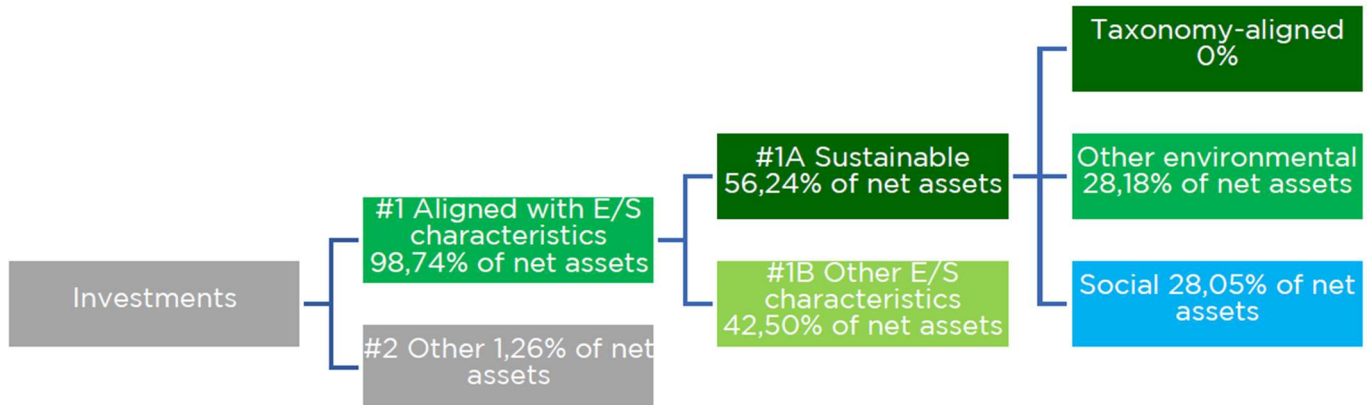 Investments
#1 Aligned with E/S
characteristics
98,74% of net assets
#2 Other 1,26% of net
assets
#1A Sustainable
56,24% of net assets
#1B Other E/S
characteristics
42,50% of net assets
Taxonomy-aligned
0%
Other environmental
28,18% of net assets
Social 28,05% of net
assets